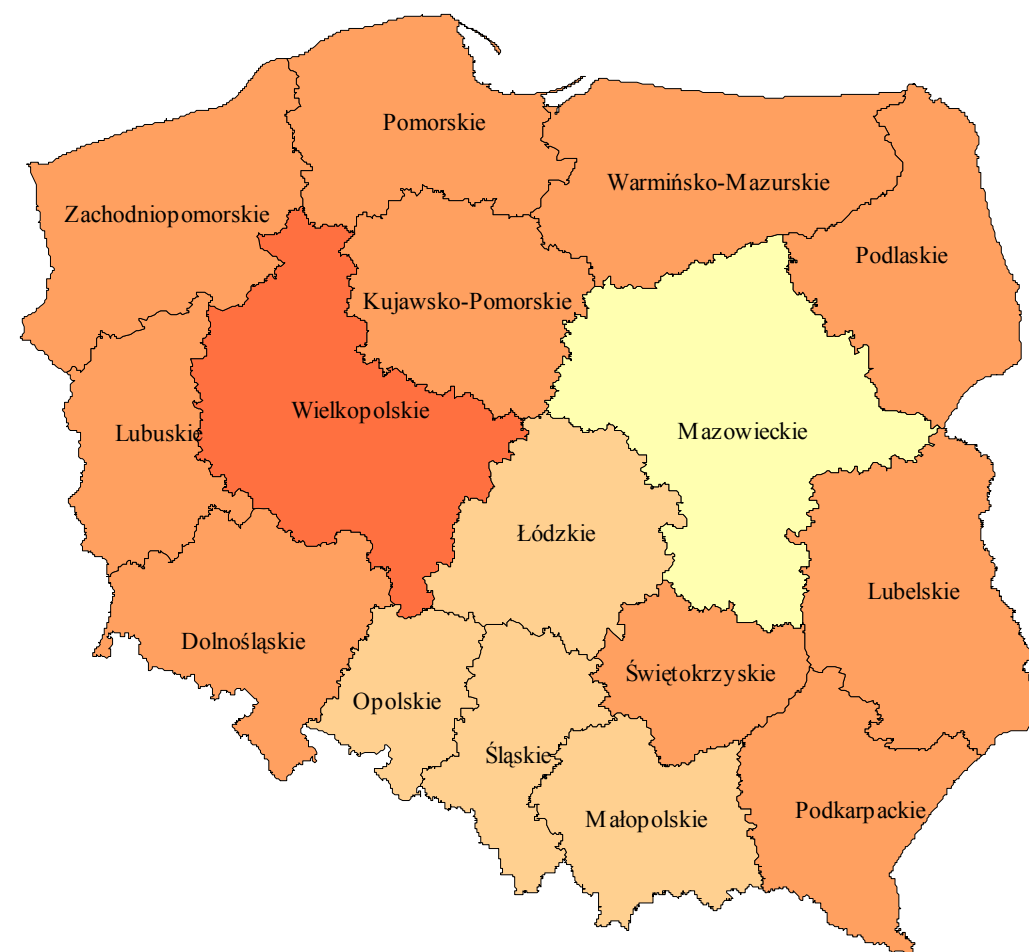 Pomorskie
Warmińsko-Mazurskie
Zachodniopomorskie
Podlaskie
Kujawsko-Pomorskie
Wielkopolskie
Mazowieckie
Lubuskie
Łódzkie
Lubelskie
Dolnośląskie
Świętokrzyskie
Opolskie
Śląskie
Podkarpackie
Małopolskie